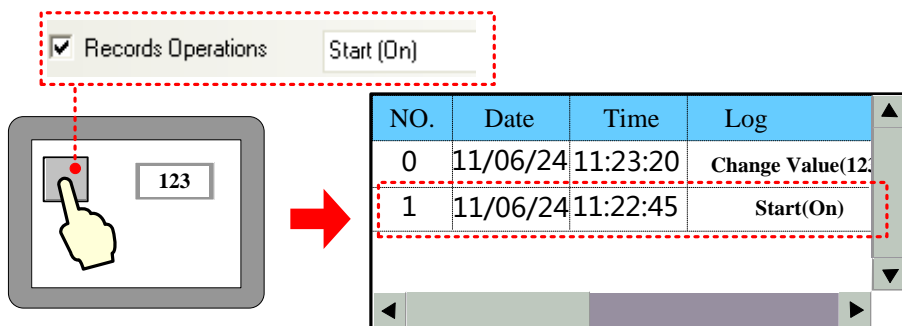 Records Operations Start (On)
123
NO. Date Time Log
0 11/06/24 11:23:20 Change Value(123
1 11/06/24 11:22:45 Start(On)